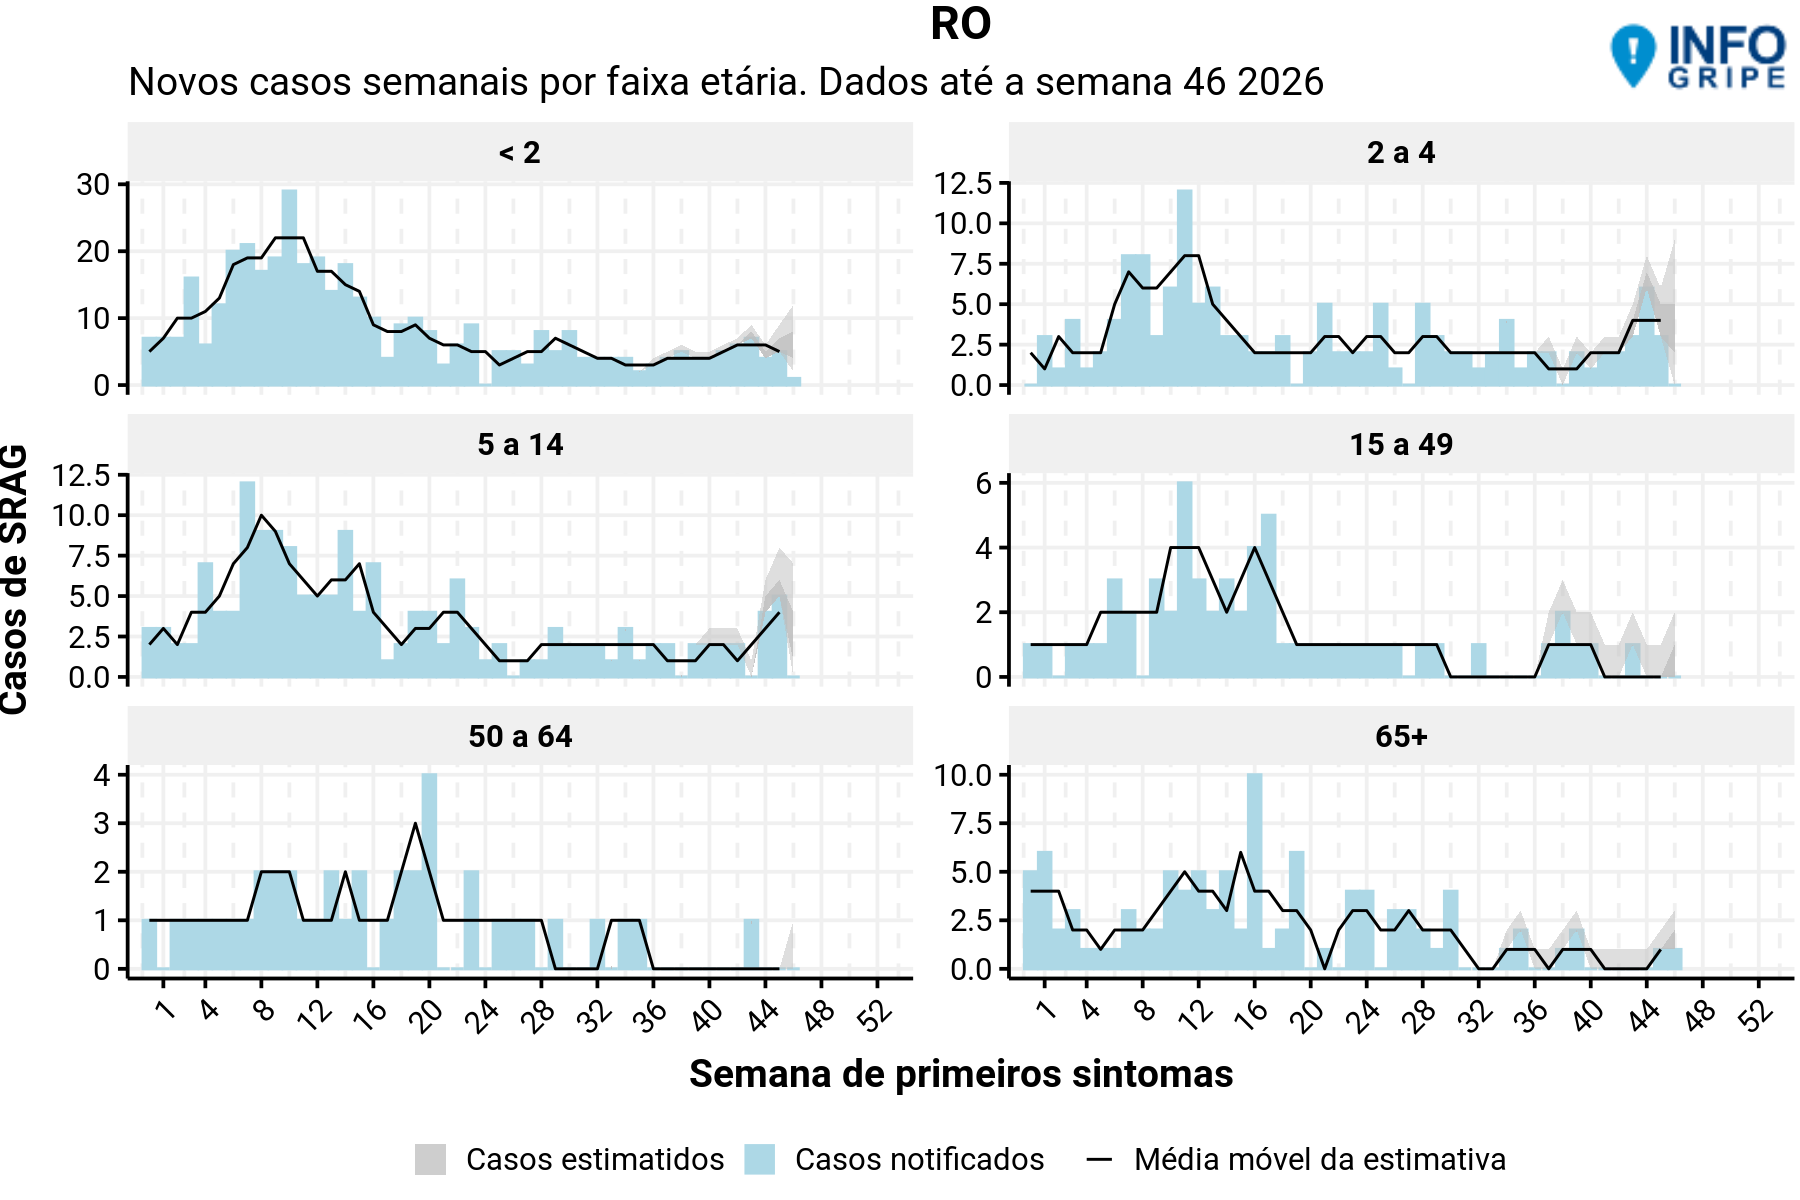 RO
INFO
GRIPE
Novos casos semanais por faixa etária. Dados até a semana 46 2026
< 2
30
20
10
0
2 a 4
12.5
10.0
7.5
5.0
2.5
0.0
Casos de SRAG
5 a 14
12.5
10.0
7.5
5.0
2.5
0.0
15 a 49
6
4
2
0
50 a 64
4
3
2
1
0
1 4 8 12 16 20 24 28 32 36 40 44 48 52
65+
10.0
7.5
5.0
2.5
0.0
1 4 8 12 16 20 24 28 32 36 40 44 48 52
Semana de primeiros sintomas
Casos estimatidos Casos notificados Média móvel da estimativa